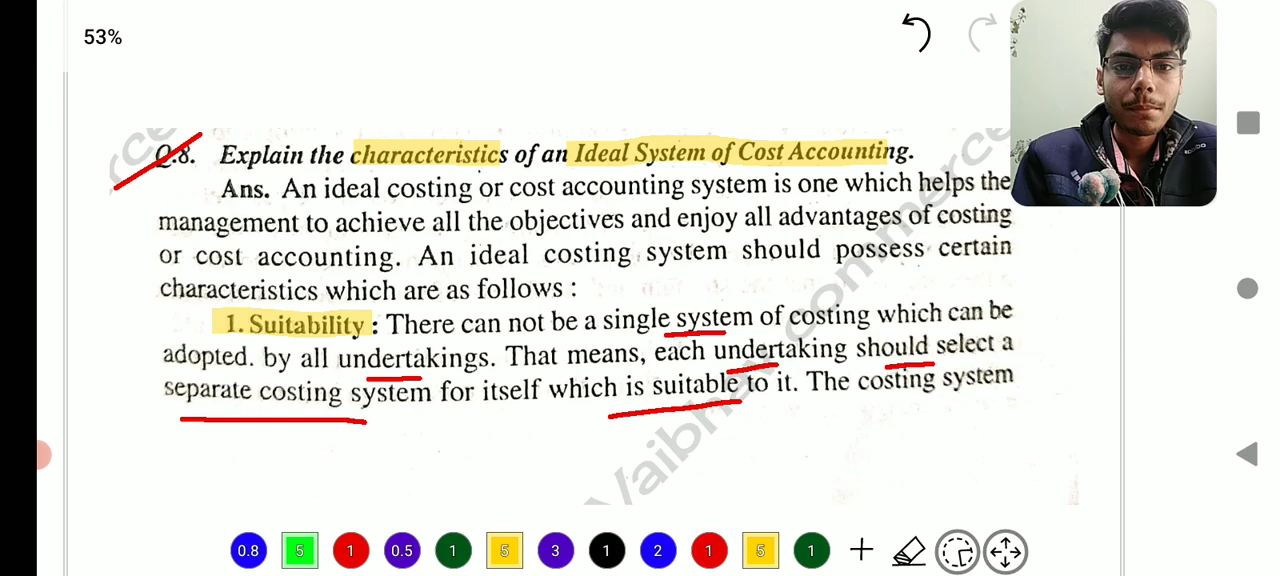 53%
Q.8. Explain the characteristics of an Ideal System of Cost Accounting.
Ans. An ideal costing or cost accounting system is one which helps the
management to achieve all the objectives and enjoy all advantages of costing
or cost accounting. An ideal costing system should possess certain
characteristics which are as follows :
1. Suitability : There can not be a single system of costing which can be
adopted. by all undertakings. That means, each undertaking should select a
separate costing system for itself which is suitable to it. The costing system
Vaibhav commerce
0.8 5 1 0.5 1 5 3 1 2 1 5 1